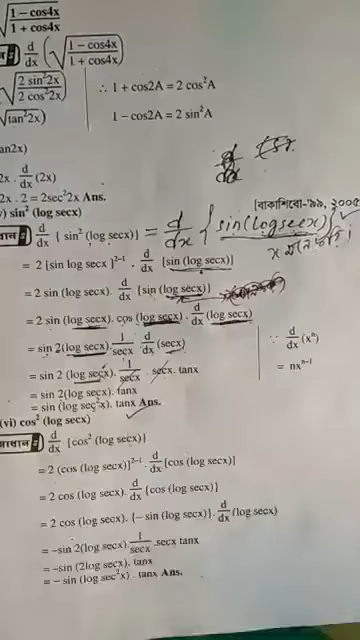 √(1 − cos4x / 1 + cos4x)
d/dx (√(1 − cos4x / 1 + cos4x))
√(2 sin²2x / 2 cos²2x)
∴ 1 + cos2A = 2 cos²A
√tan²2x)
1 − cos2A = 2 sin²A
an2x)
2x . d/dx (2x)
2x . 2 = 2sec²2x Ans.
) sin² (log secx)
[বাকাশিবো-'৯৯, ২০০৫
d/dx { sin² (log secx)} = d/dx { sin(logsecx) }
= 2 {sin log secx }²⁻¹ . d/dx {sin (log secx)}
= 2 sin (log secx). d/dx {sin (log secx)}
= 2 sin (log secx). cos (log secx) . d/dx (log secx)
= sin 2(log secx). 1/secx . d/dx (secx)
∵ d/dx (xⁿ)
= nxⁿ⁻¹
= sin 2 (log secx). 1/secx . secx. tanx
= sin 2(log secx). tanx
= sin (log sec²x). tanx Ans.
(vi) cos² (log secx)
d/dx {cos² (log secx)}
= 2 (cos (log secx)}²⁻¹ . d/dx {cos (log secx)}
= 2 cos (log secx). d/dx {cos (log secx)}
= 2 cos (log secx). {−sin (log secx)}. d/dx (log secx)
= −sin 2(log secx). 1/secx .secx tanx
= −sin (2log secx). tanx
= − sin (log sec²x) . tanx Ans.